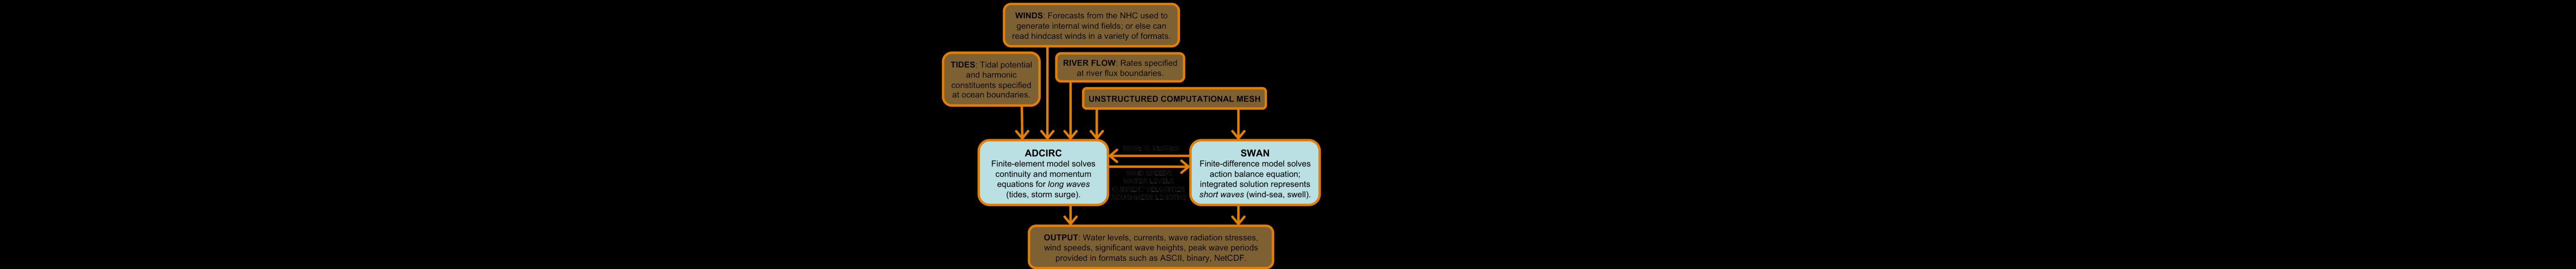 WINDS: Forecasts from the NHC used to
generate internal wind fields; or else can
read hindcast winds in a variety of formats.
TIDES: Tidal potential
and harmonic
constituents specified
at ocean boundaries.
RIVER FLOW: Rates specified
at river flux boundaries.
UNSTRUCTURED COMPUTATIONAL MESH
ADCIRC
Finite-element model solves
continuity and momentum
equations for long waves
(tides, storm surge).
WATER LEVELS
SWAN
Finite-difference model solves
action balance equation;
integrated solution represents
short waves (wind-sea, swell).
OUTPUT: Water levels, currents, wave radiation stresses,
wind speeds, significant wave heights, peak wave periods
provided in formats such as ASCII, binary, NetCDF.